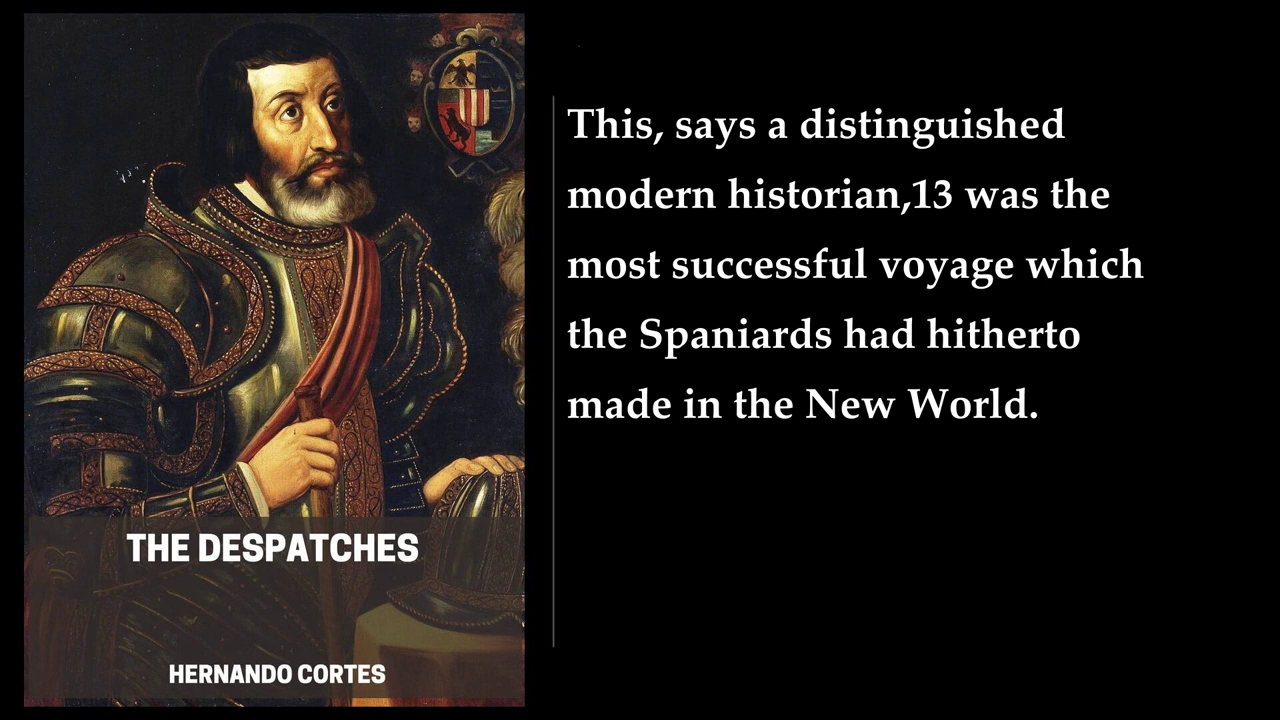 THE DESPATCHES
HERNANDO CORTES
This, says a distinguished
modern historian,13 was the
most successful voyage which
the Spaniards had hitherto
made in the New World.